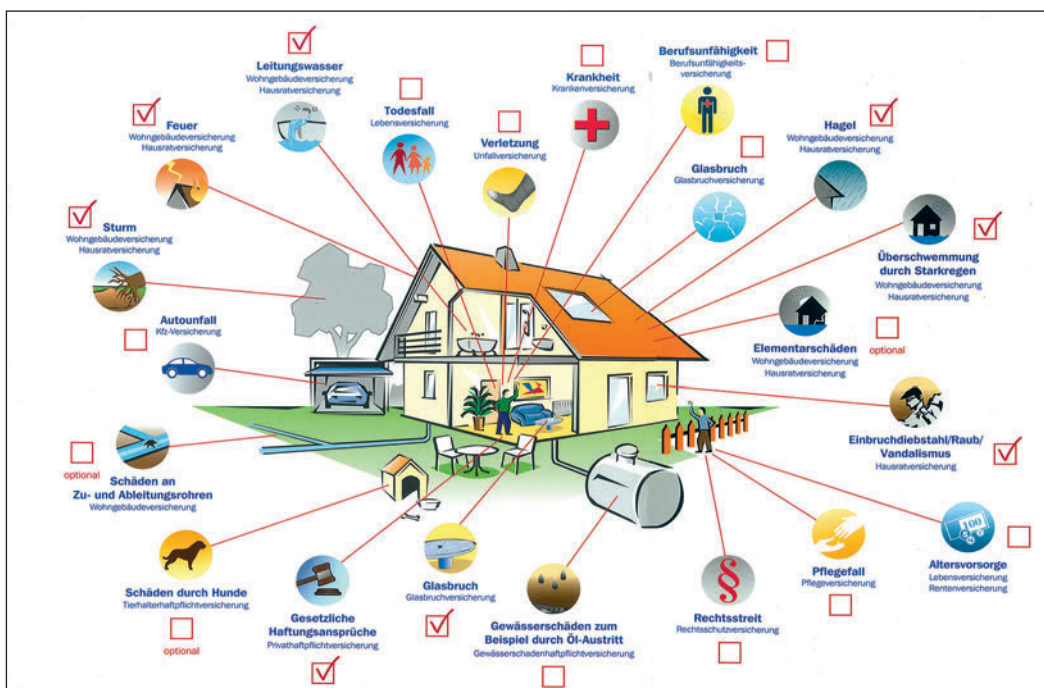 Leitungswasser
Wohngebäudeversicherung
Hausratversicherung
Feuer
Wohngebäudeversicherung
Hausratversicherung
Sturm
Wohngebäudeversicherung
Hausratversicherung
Autounfall
Kfz-Versicherung
Todesfall
Lebensversicherung
Verletzung
Unfallversicherung
Krankheit
Krankenversicherung
Berufsunfähigkeit
Berufsunfähigkeits-
versicherung
Glasbruch
Glasbruchversicherung
Hagel
Wohngebäudeversicherung
Hausratversicherung
Überschwemmung
durch Starkregen
Wohngebäudeversicherung
Hausratversicherung
Elementarschäden
Wohngebäudeversicherung
Hausratversicherung
optional
Einbruchdiebstahl/Raub/
Vandalismus
Hausratversicherung
optional
Schäden an
Zu- und Ableitungsrohren
Wohngebäudeversicherung
Schäden durch Hunde
Tierhalterhaftpflichtversicherung
optional
Gesetzliche
Haftungsansprüche
Privathaftpflichtversicherung
Glasbruch
Glasbruchversicherung
Gewässerschäden zum
Beispiel durch Öl-Austritt
Gewässerschadenhaftpflichtversicherung
§
Rechtsstreit
Rechtsschutzversicherung
Pflegefall
Pflegeversicherung
100
Altersvorsorge
Lebensversicherung
Rentenversicherung